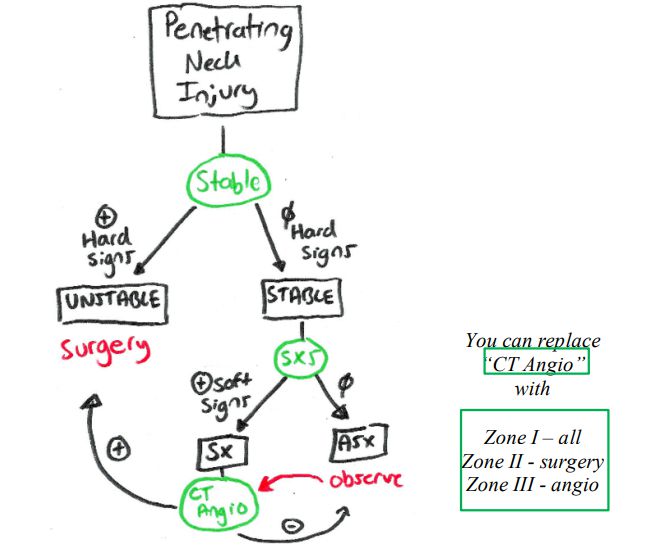 Penetrating
Neck
Injury
Stable
⊕
Hard
signs
∅
Hard
signs
UNSTABLE
surgery
STABLE
SxS
⊕ soft
signs
∅
Sx
ASx
observe
⊕
CT
Angio
⊖
You can replace
“CT Angio”
with
Zone I – all
Zone II - surgery
Zone III - angio